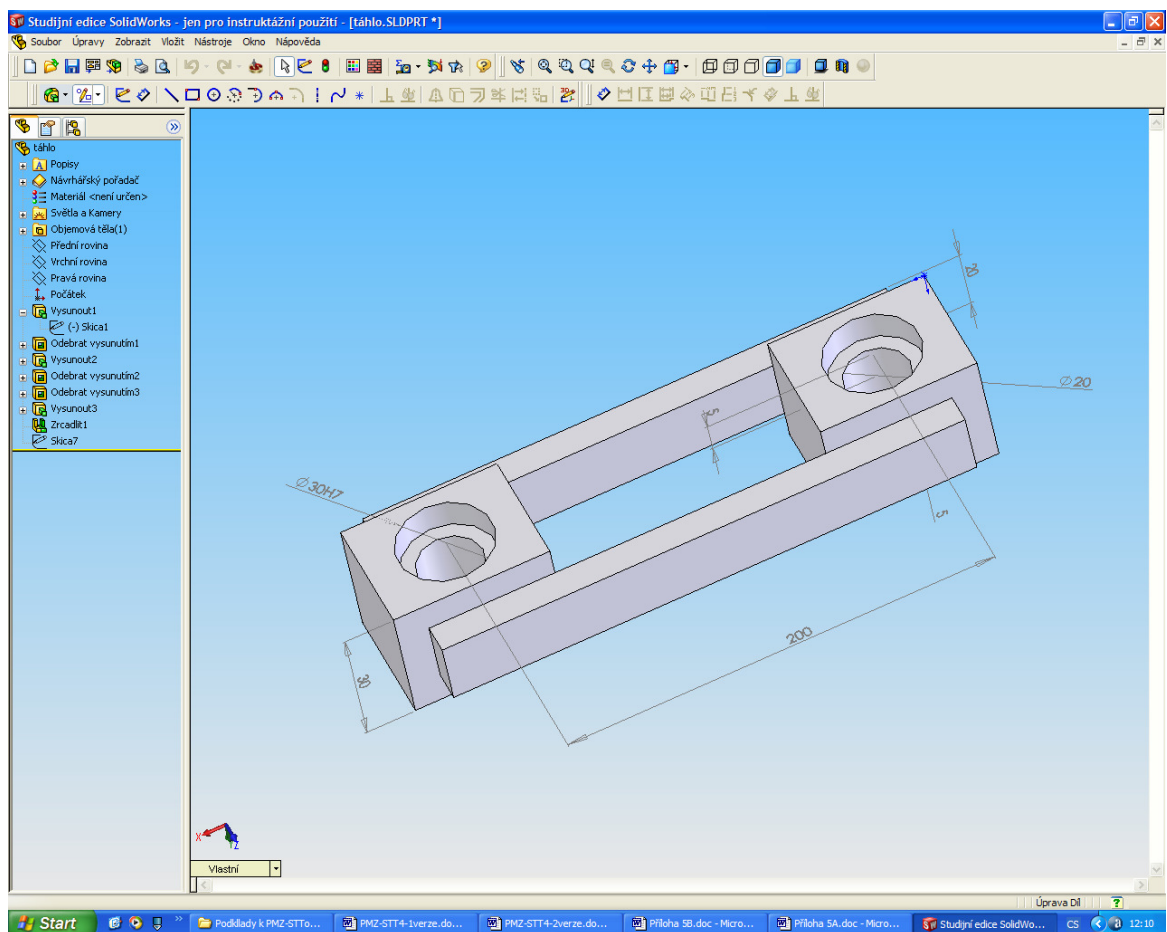 Studijní edice SolidWorks - jen pro instruktážní použití - [táhlo.SLDPRT *]
Soubor Úpravy Zobrazit Vložit Nástroje Okno Nápověda
táhlo
Popisy
Návrhářský pořadač
Materiál <není určen>
Světla a Kamery
Objemová těla(1)
Přední rovina
Vrchní rovina
Pravá rovina
Počátek
Vysunout1
(-) Skica1
Odebrat vysunutím1
Vysunout2
Odebrat vysunutím2
Odebrat vysunutím3
Vysunout3
Zrcadlit1
Skica7
Ø20
5
Ø30H7
5
200
30
X
Z
Vlastní
Úprava Díl
Start
Podklady k PMZ-STTo...
PMZ-STT4-1verze.do...
PMZ-STT4-2verze.do...
Příloha 5B.doc - Micro...
Příloha 5A.doc - Micro...
Studijní edice SolidWo...
CS
12:10